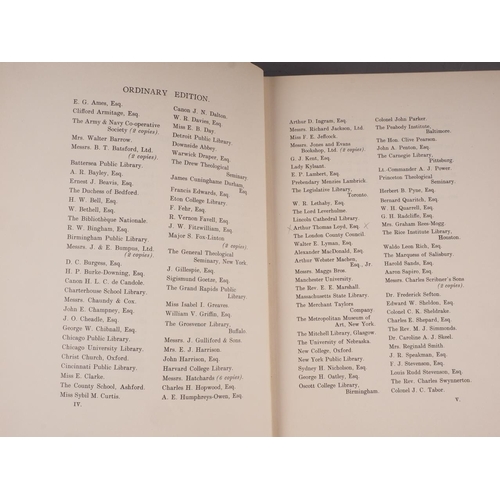 ORDINARY EDITION.
E. G. Ames, Esq.
Clifford Armitage, Esq.
The Army & Navy Co-operative
Society (2 copies).
Mrs. Walter Barrow.
Messrs. B. T. Batsford, Ltd.
(2 copies).
Battersea Public Library.
A. R. Bayley, Esq.
Ernest J. Beavis, Esq.
The Duchess of Bedford.
H. W. Bell, Esq.
W. Bethell, Esq.
The Bibliothèque Nationale.
R. W. Bingham, Esq.
Birmingham Public Library.
Messrs. J. & E. Bumpus, Ltd
(2 copies).
D. C. Burgess, Esq.
H. P. Burke-Downing, Esq.
Canon H. L. C. de Candole.
Charterhouse School Library.
Messrs. Chaundy & Cox.
John E. Champney, Esq.
J. O. Cheadle, Esq.
George W. Chibnall, Esq.
Chicago Public Library.
Chicago University Library.
Christ Church, Oxford.
Cincinnati Public Library.
Miss E. Clarke.
The County School, Ashford.
Miss Sybil M. Curtis.
IV.
Canon J. N. Dalton.
W. R. Davies, Esq.
Miss E. B. Day.
Detroit Public Library.
Downside Abbey.
Warwick Draper, Esq.
The Drew Theological
Seminary
James Coninghame Durham,
Esq.
Francis Edwards, Esq.
Eton College Library.
F. Fehr, Esq.
R. Vernon Favell, Esq.
J. W. Fitzwilliam, Esq.
Major S. Fox-Linton
(2 copies).
The General Theological
Seminary, New York.
J. Gillespie, Esq.
Sigismund Goetze, Esq.
The Grand Rapids Public
Library
Miss Isabel I. Greaves.
William V. Griffin, Esq.
The Grosvenor Library,
Buffalo
Messrs. J. Gulliford & Sons.
Mrs. E. J. Harrison.
John Harrison, Esq.
Harvard College Library.
Messrs. Hatchards (4 copies).
Charles H. Hopwood, Esq.
A. E. Humphreys-Owen, Esq.
Arthur D. Ingram, Esq.
Messrs. Richard Jackson, Ltd.
Miss F. E. Jeffcock.
Messrs. Jones and Evans
Bookshop, Ltd. (2 copies).
G. J. Kent, Esq.
Lady Kylsant.
E. P. Lambert, Esq.
Prebendary Menzies Lambrick.
The Legislative Library,
Toronto.
W. B. Lethaby, Esq.
The Lord Leverholme.
Lincoln Cathedral Library.
Arthur Thomas Loyd, Esq.
The London County Council.
Walter E. Lyman, Esq.
Alexander MacDonald, Esq.
Arthur Webster Macken,
Esq., Jr.
Messrs. Maggs Bros.
Manchester University.
The Rev. E. E. Marshall.
Massachusetts State Library.
The Merchant Taylors
Company
The Metropolitan Museum of
Art, New York.
The Mitchell Library, Glasgow.
The University of Nebraska.
New College, Oxford.
New York Public Library.
Sydney H. Nicholson, Esq.
George H. Oatley, Esq.
Oscott College Library,
Birmingham.
Colonel John Parker.
The Peabody Institute,
Baltimore.
The Hon. Clive Pearson.
John A. Penton, Esq.
The Carnegie Library,
Pittsburg.
Lt.-Commander A. J. Power.
Princeton Theological
Seminary.
Herbert B. Pyne, Esq.
Bernard Quaritch, Esq.
W. H. Quarrell, Esq.
G. H. Radcliffe, Esq.
Mrs. Graham Rees-Mogg.
The Rice Institute Library,
Houston.
Waldo Leon Rich, Esq.
The Marquess of Salisbury.
Harold Sands, Esq.
Aaron Sapiro, Esq.
Messrs. Charles Scribner's Sons
(2 copies).
Dr. Frederick Sefton.
Edward W. Shelden, Esq.
Colonel C. K. Sheldrake.
Charles E. Shepard, Esq.
The Rev. M. J. Simmonds.
Dr. Caroline A. J. Skeel.
Mrs. Reginald Smith.
J. R. Speakman, Esq.
F. J. Stevenson, Esq.
Louis Rodd Stevenson, Esq.
The Rev. Charles Swynnerton.
Colonel J. C. Tabor.
V.